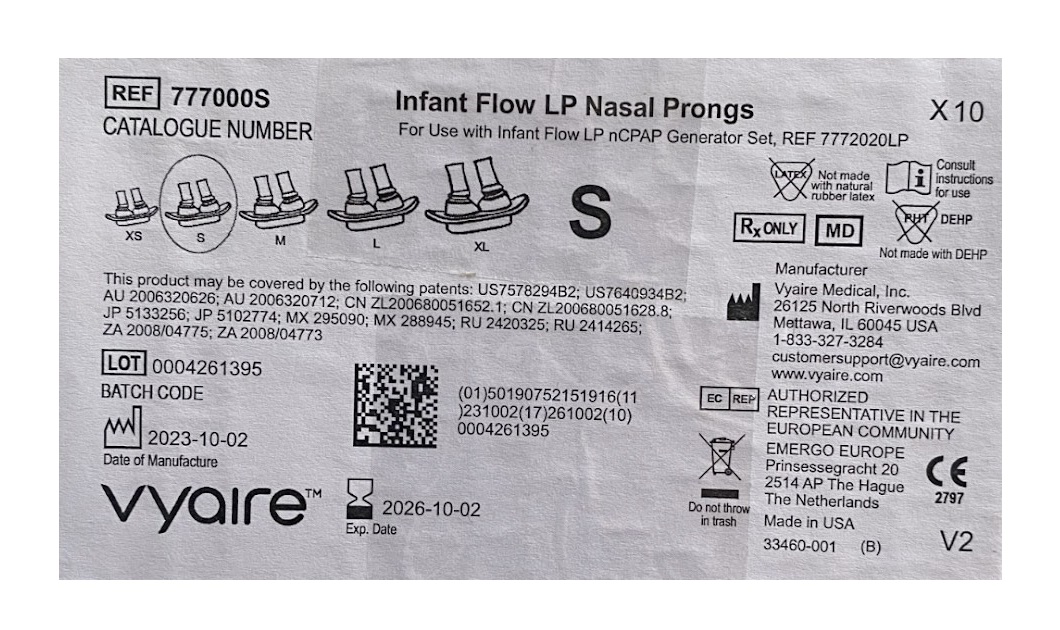 REF 777000S
CATALOGUE NUMBER
Infant Flow LP Nasal Prongs
For Use with Infant Flow LP nCPAP Generator Set, REF 7772020LP
X10
XS
S
M
L
XL
S
LATEX
Not made
with natural
rubber latex
Consult
instructions
for use
Rx ONLY
MD
PHT
DEHP
Not made with DEHP
This product may be covered by the following patents: US7578294B2; US7640934B2;
AU 2006320626; AU 2006320712; CN ZL200680051652.1; CN ZL200680051628.8;
JP 5133256; JP 5102774; MX 295090; MX 288945; RU 2420325; RU 2414265;
ZA 2008/04775; ZA 2008/04773
Manufacturer
Vyaire Medical, Inc.
26125 North Riverwoods Blvd
Mettawa, IL 60045 USA
1-833-327-3284
customersupport@vyaire.com
www.vyaire.com
LOT 0004261395
BATCH CODE
2023-10-02
Date of Manufacture
(01)50190752151916(11
)231002(17)261002(10)
0004261395
EC REP
AUTHORIZED
REPRESENTATIVE IN THE
EUROPEAN COMMUNITY
EMERGO EUROPE
Prinsessegracht 20
2514 AP The Hague
The Netherlands
CE
2797
Do not throw
in trash
vyaire™
2026-10-02
Exp. Date
Made in USA
33460-001 (B)
V2